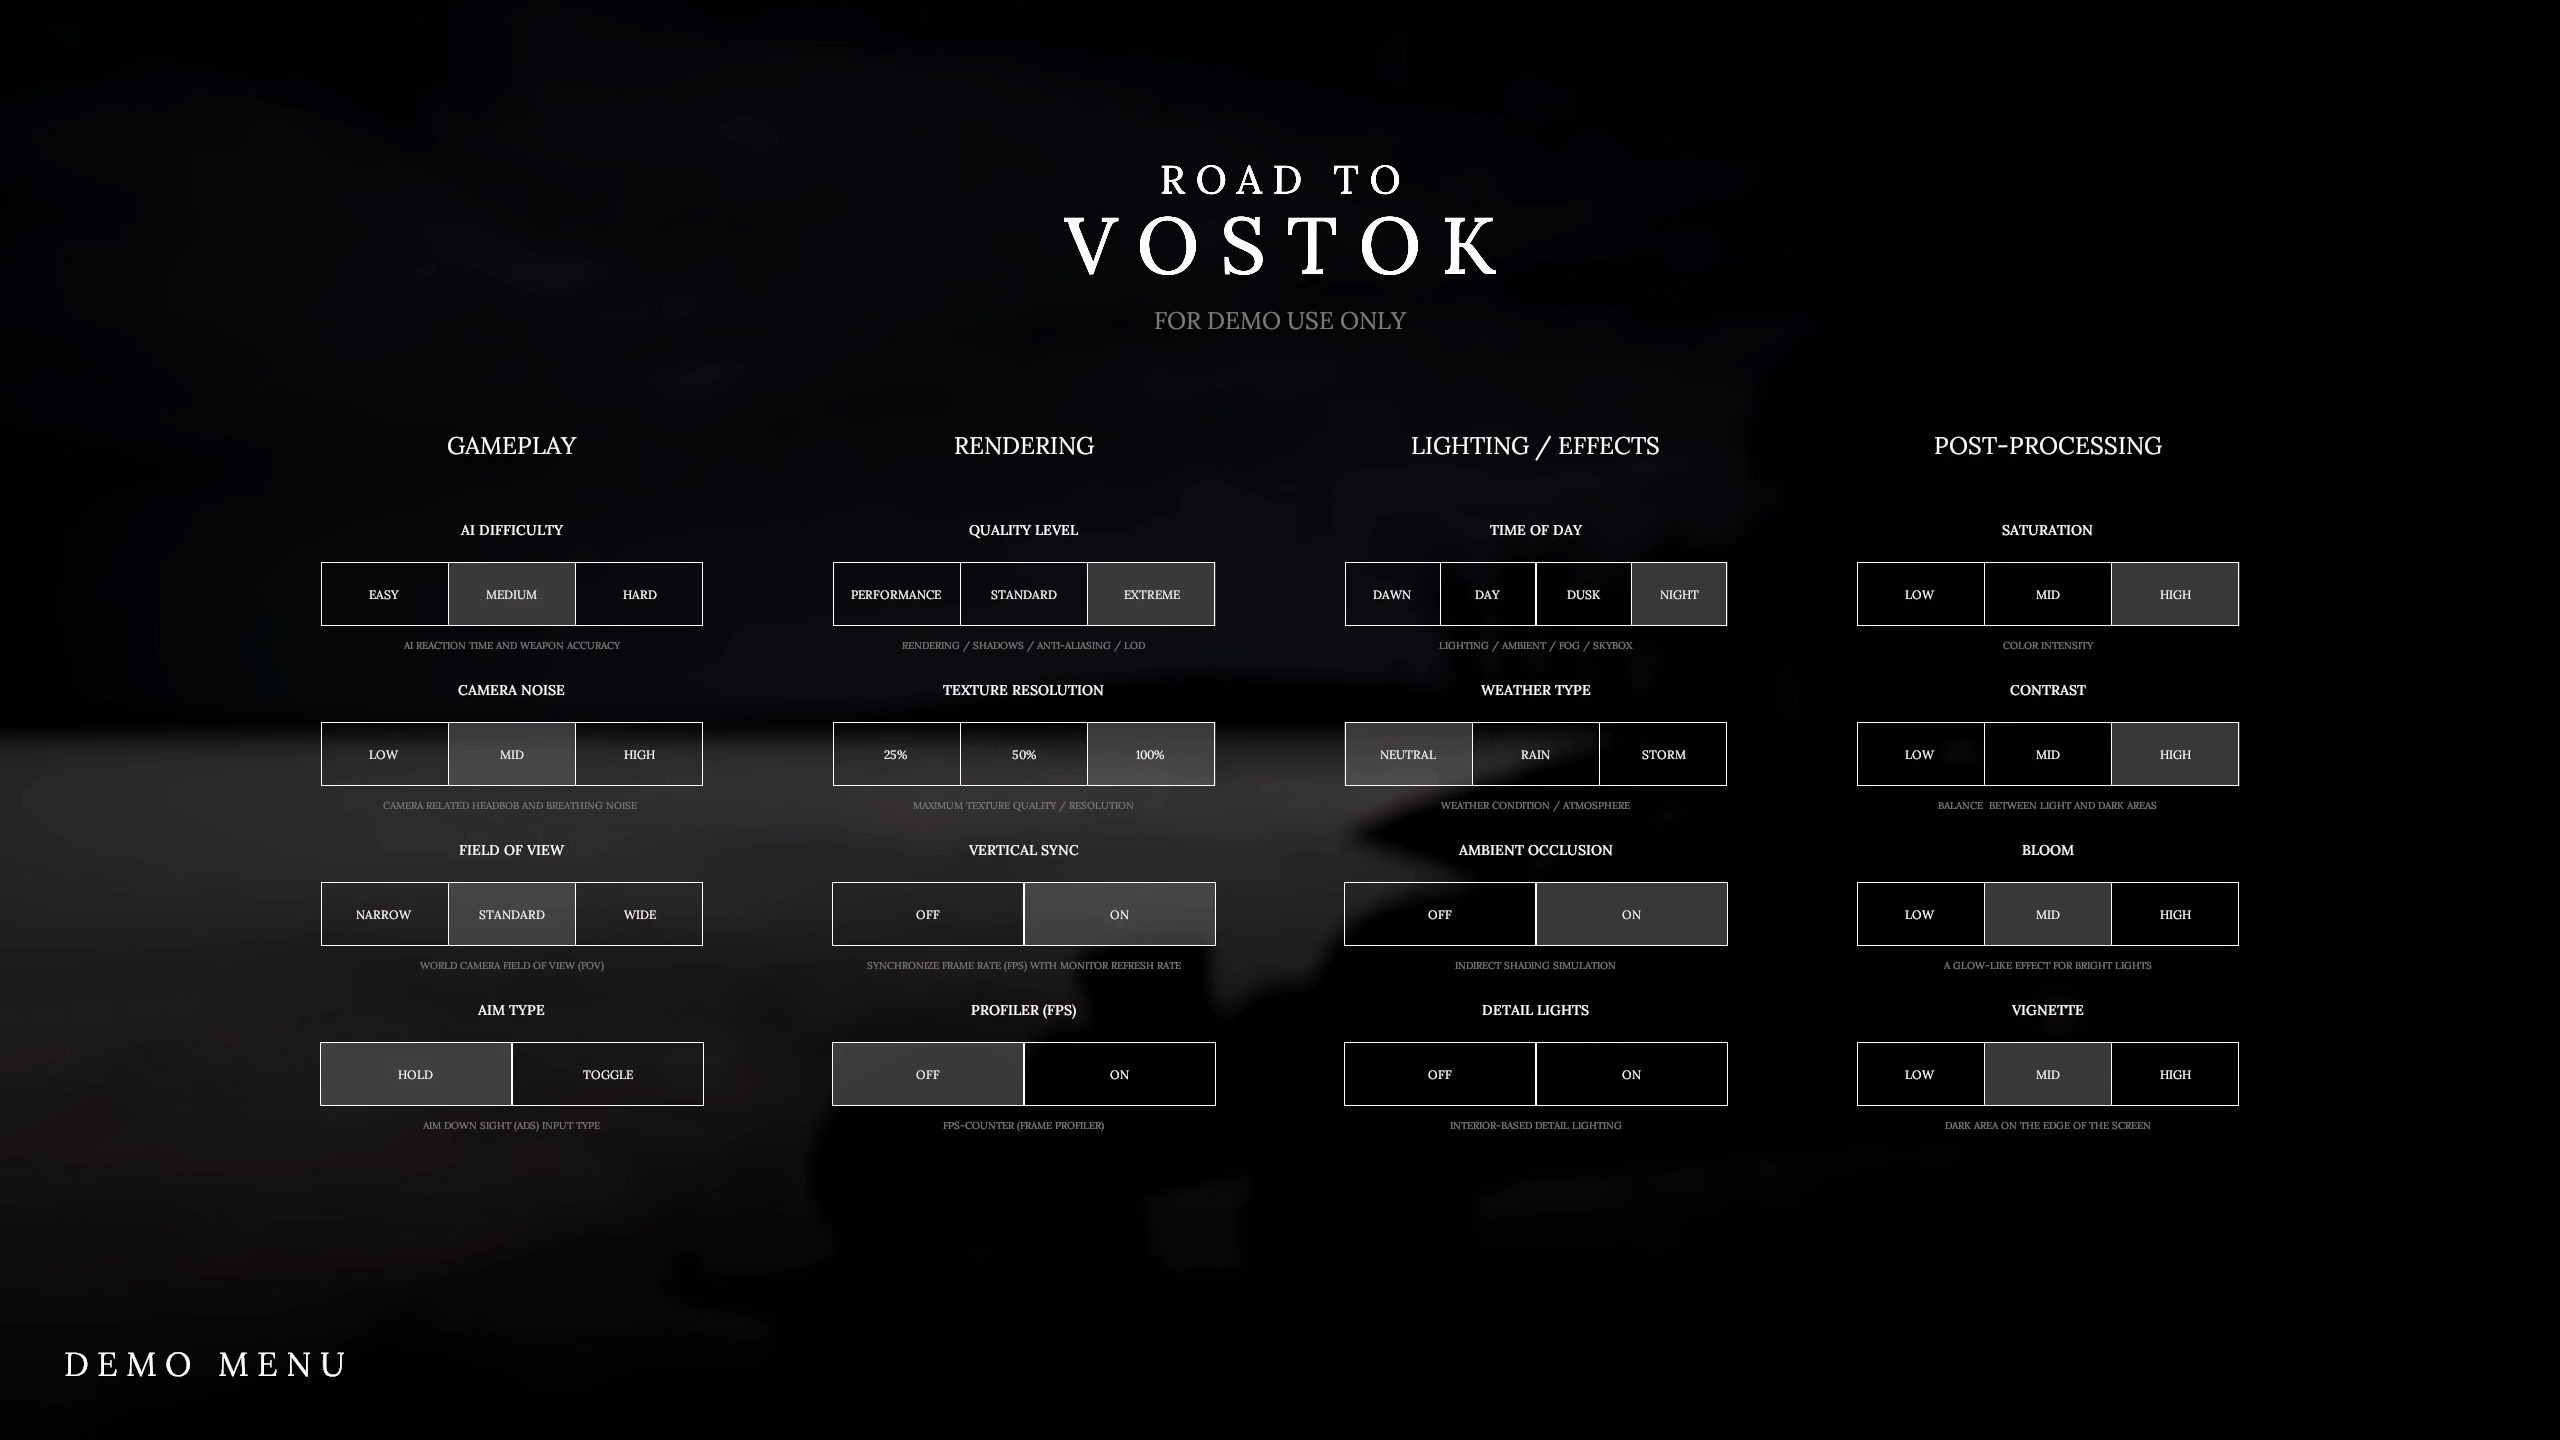 ROAD TO
VOSTOK
FOR DEMO USE ONLY
GAMEPLAY
AI DIFFICULTY
EASY MEDIUM HARD
AI REACTION TIME AND WEAPON ACCURACY
CAMERA NOISE
LOW MID HIGH
CAMERA RELATED HEADBOB AND BREATHING NOISE
FIELD OF VIEW
NARROW STANDARD WIDE
WORLD CAMERA FIELD OF VIEW (FOV)
AIM TYPE
HOLD TOGGLE
AIM DOWN SIGHT (ADS) INPUT TYPE
RENDERING
QUALITY LEVEL
PERFORMANCE STANDARD EXTREME
RENDERING / SHADOWS / ANTI-ALIASING / LOD
TEXTURE RESOLUTION
25% 50% 100%
MAXIMUM TEXTURE QUALITY / RESOLUTION
VERTICAL SYNC
OFF ON
SYNCHRONIZE FRAME RATE (FPS) WITH MONITOR REFRESH RATE
PROFILER (FPS)
OFF ON
FPS-COUNTER (FRAME PROFILER)
LIGHTING / EFFECTS
TIME OF DAY
DAWN DAY DUSK NIGHT
LIGHTING / AMBIENT / FOG / SKYBOX
WEATHER TYPE
NEUTRAL RAIN STORM
WEATHER CONDITION / ATMOSPHERE
AMBIENT OCCLUSION
OFF ON
INDIRECT SHADING SIMULATION
DETAIL LIGHTS
OFF ON
INTERIOR-BASED DETAIL LIGHTING
POST-PROCESSING
SATURATION
LOW MID HIGH
COLOR INTENSITY
CONTRAST
LOW MID HIGH
BALANCE  BETWEEN LIGHT AND DARK AREAS
BLOOM
LOW MID HIGH
A GLOW-LIKE EFFECT FOR BRIGHT LIGHTS
VIGNETTE
LOW MID HIGH
DARK AREA ON THE EDGE OF THE SCREEN
DEMO MENU